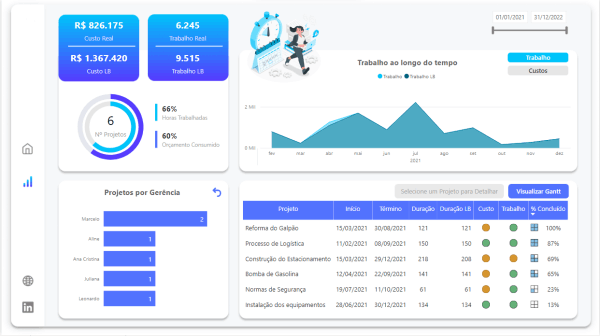 R$ 826.175
Custo Real
R$ 1.367.420
Custo LB
6.245
Trabalho Real
9.515
Trabalho LB
01/01/2021 31/12/2022
Trabalho ao longo do tempo
Trabalho
Custos
Trabalho Trabalho LB
2 Mil
0 Mil
fev mar abr mai jun jul ago set out nov dez
2021
6
Nº Projetos
66%
Horas Trabalhadas
60%
Orçamento Consumido
Projetos por Gerência
Marcelo 2
Aline 1
Ana Cristina 1
Juliana 1
Leonardo 1
Selecione um Projeto para Detalhar
Visualizar Gantt
Projeto Início Término Duração Duração LB Custo Trabalho % Concluído
Reforma do Galpão 15/03/2021 30/08/2021 121 121 100%
Processo de Logística 11/02/2021 08/09/2021 150 150 87%
Construção do Estacionamento 15/03/2021 29/12/2021 218 208 69%
Bomba de Gasolina 12/04/2021 22/09/2021 141 141 65%
Normas de Segurança 19/07/2021 11/10/2021 61 61 23%
Instalação dos equipamentos 28/06/2021 30/12/2021 134 134 13%
in